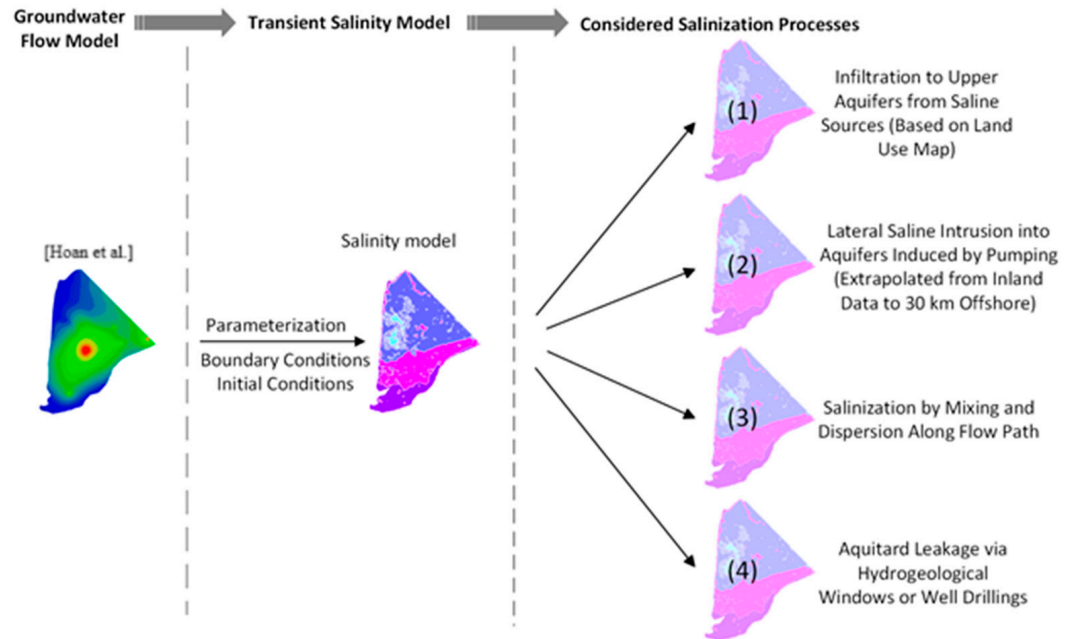 Groundwater
Flow Model
Transient Salinity Model
Considered Salinization Processes
[Hoan et al.]
Parameterization
Boundary Conditions
Initial Conditions
Salinity model
(1)
Infiltration to Upper
Aquifers from Saline
Sources (Based on Land
Use Map)
(2)
Lateral Saline Intrusion into
Aquifers Induced by Pumping
(Extrapolated from Inland
Data to 30 km Offshore)
(3)
Salinization by Mixing and
Dispersion Along Flow Path
(4)
Aquitard Leakage via
Hydrogeological
Windows or Well Drillings